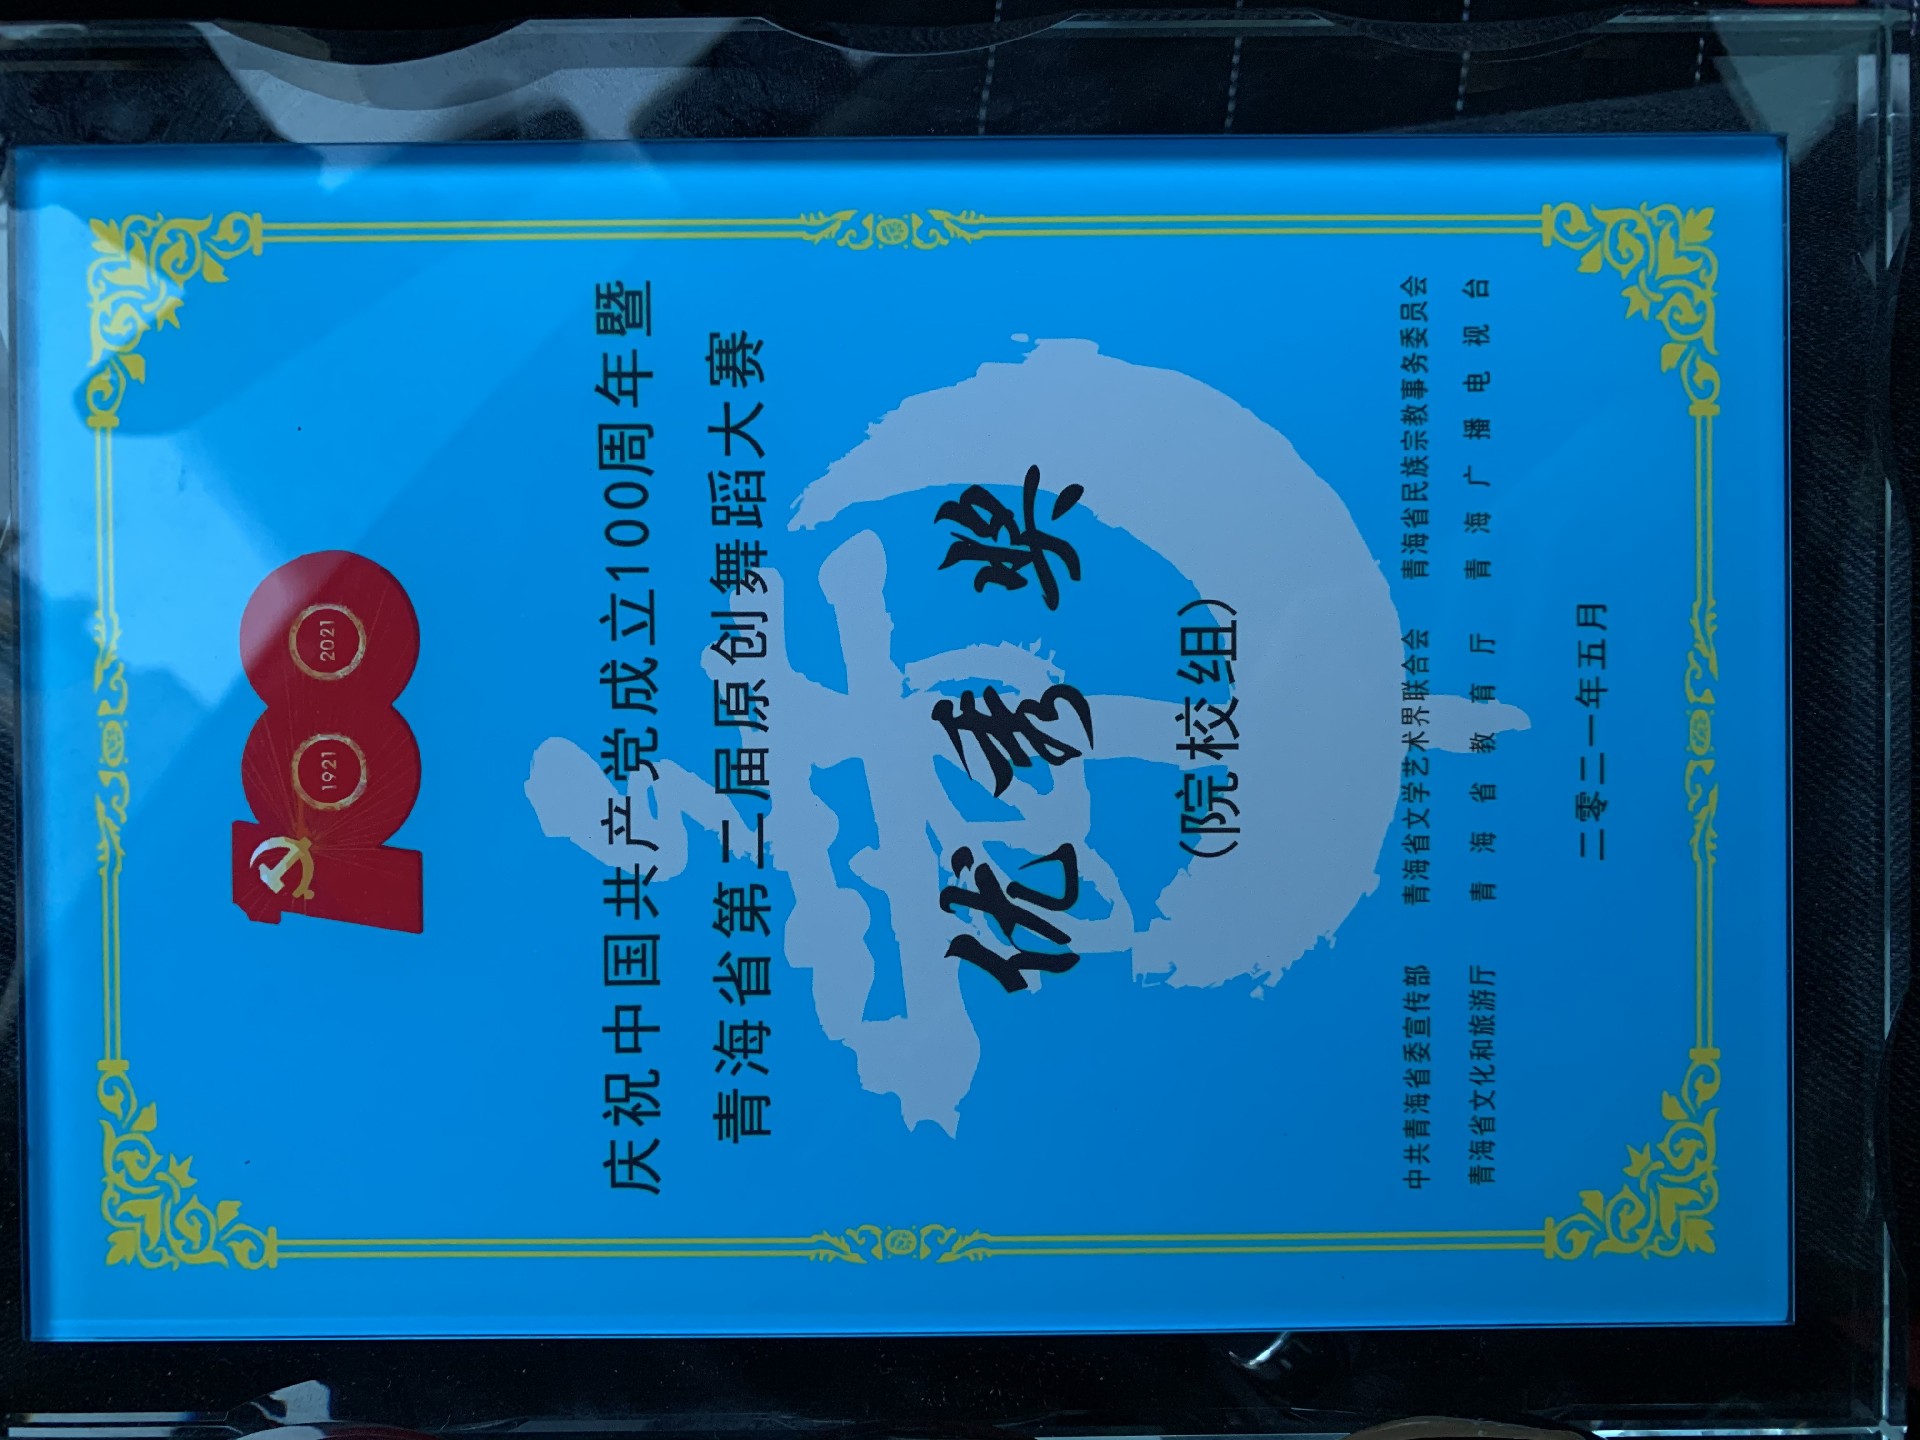 100
1921 2021
庆祝中国共产党成立100周年暨
青海省第二届原创舞蹈大赛
优秀奖
(院校组)
中共青海省委宣传部 青海省文学艺术界联合会 青海省民族宗教事务委员会
青海省文化和旅游厅 青海省教育厅 青海广播电视台
二零二一年五月